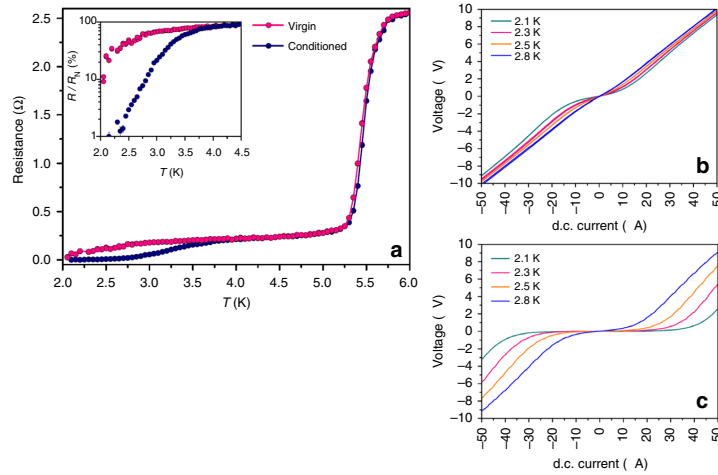 a
Resistance (Ω)
2.5
2.0
1.5
1.0
0.5
0.0
2.0 2.5 3.0 3.5 4.0 4.5 5.0 5.5 6.0
T (K)
Virgin
Conditioned
R / R_N (%)
100
10
1
2.0 2.5 3.0 3.5 4.0 4.5
T (K)
b
Voltage ( V)
10
8
6
4
2
0
−2
−4
−6
−8
−10
2.1 K
2.3 K
2.5 K
2.8 K
−50 −40 −30 −20 −10 0 10 20 30 40 50
d.c. current ( A)
c
Voltage ( V)
10
8
6
4
2
0
−2
−4
−6
−8
−10
2.1 K
2.3 K
2.5 K
2.8 K
−50 −40 −30 −20 −10 0 10 20 30 40 50
d.c. current ( A)